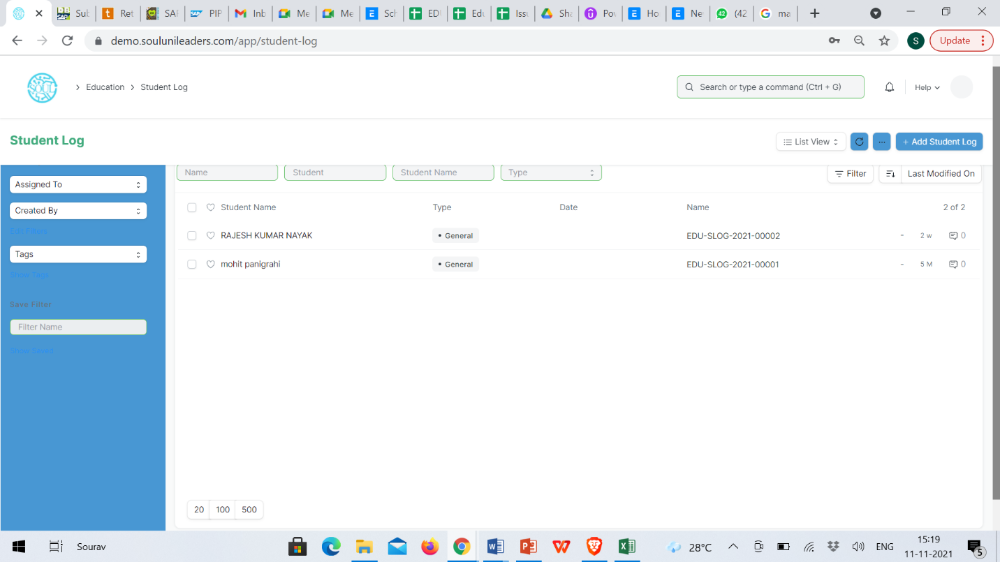 Sub
Ret
SAP
PIP
Inb
Me
Me
Sch
EDU
Edu
Issu
Sha
Pow
Ho
Ne
(42
ma
demo.soulunileaders.com/app/student-log
S
Update
SOUL
Education
Student Log
Search or type a command (Ctrl + G)
Help
Student Log
List View
...
+ Add Student Log
Assigned To
Created By
Edit Filters
Tags
Show Tags
Save Filter
Filter Name
Show Saved
Name
Student
Student Name
Type
Filter
Last Modified On
Student Name Type Date Name 2 of 2
RAJESH KUMAR NAYAK • General EDU-SLOG-2021-00002 - 2 w 0
mohit panigrahi • General EDU-SLOG-2021-00001 - 5 M 0
20 100 500
Sourav
28°C
ENG
15:19
11-11-2021
5